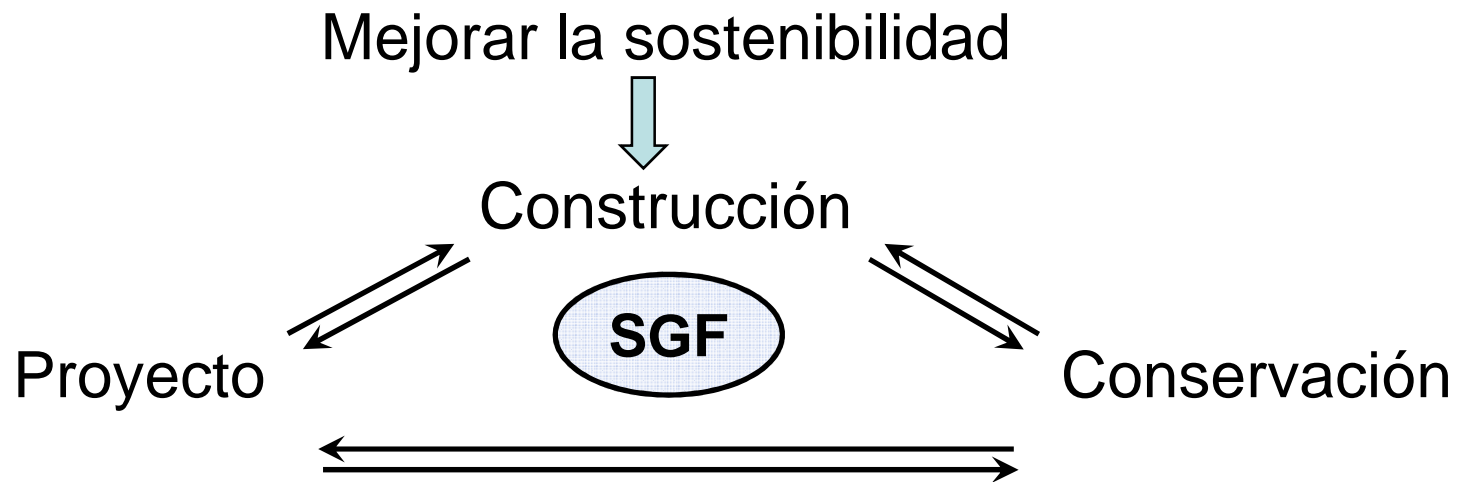 Mejorar la sostenibilidad
Construcción
SGF
Proyecto
Conservación